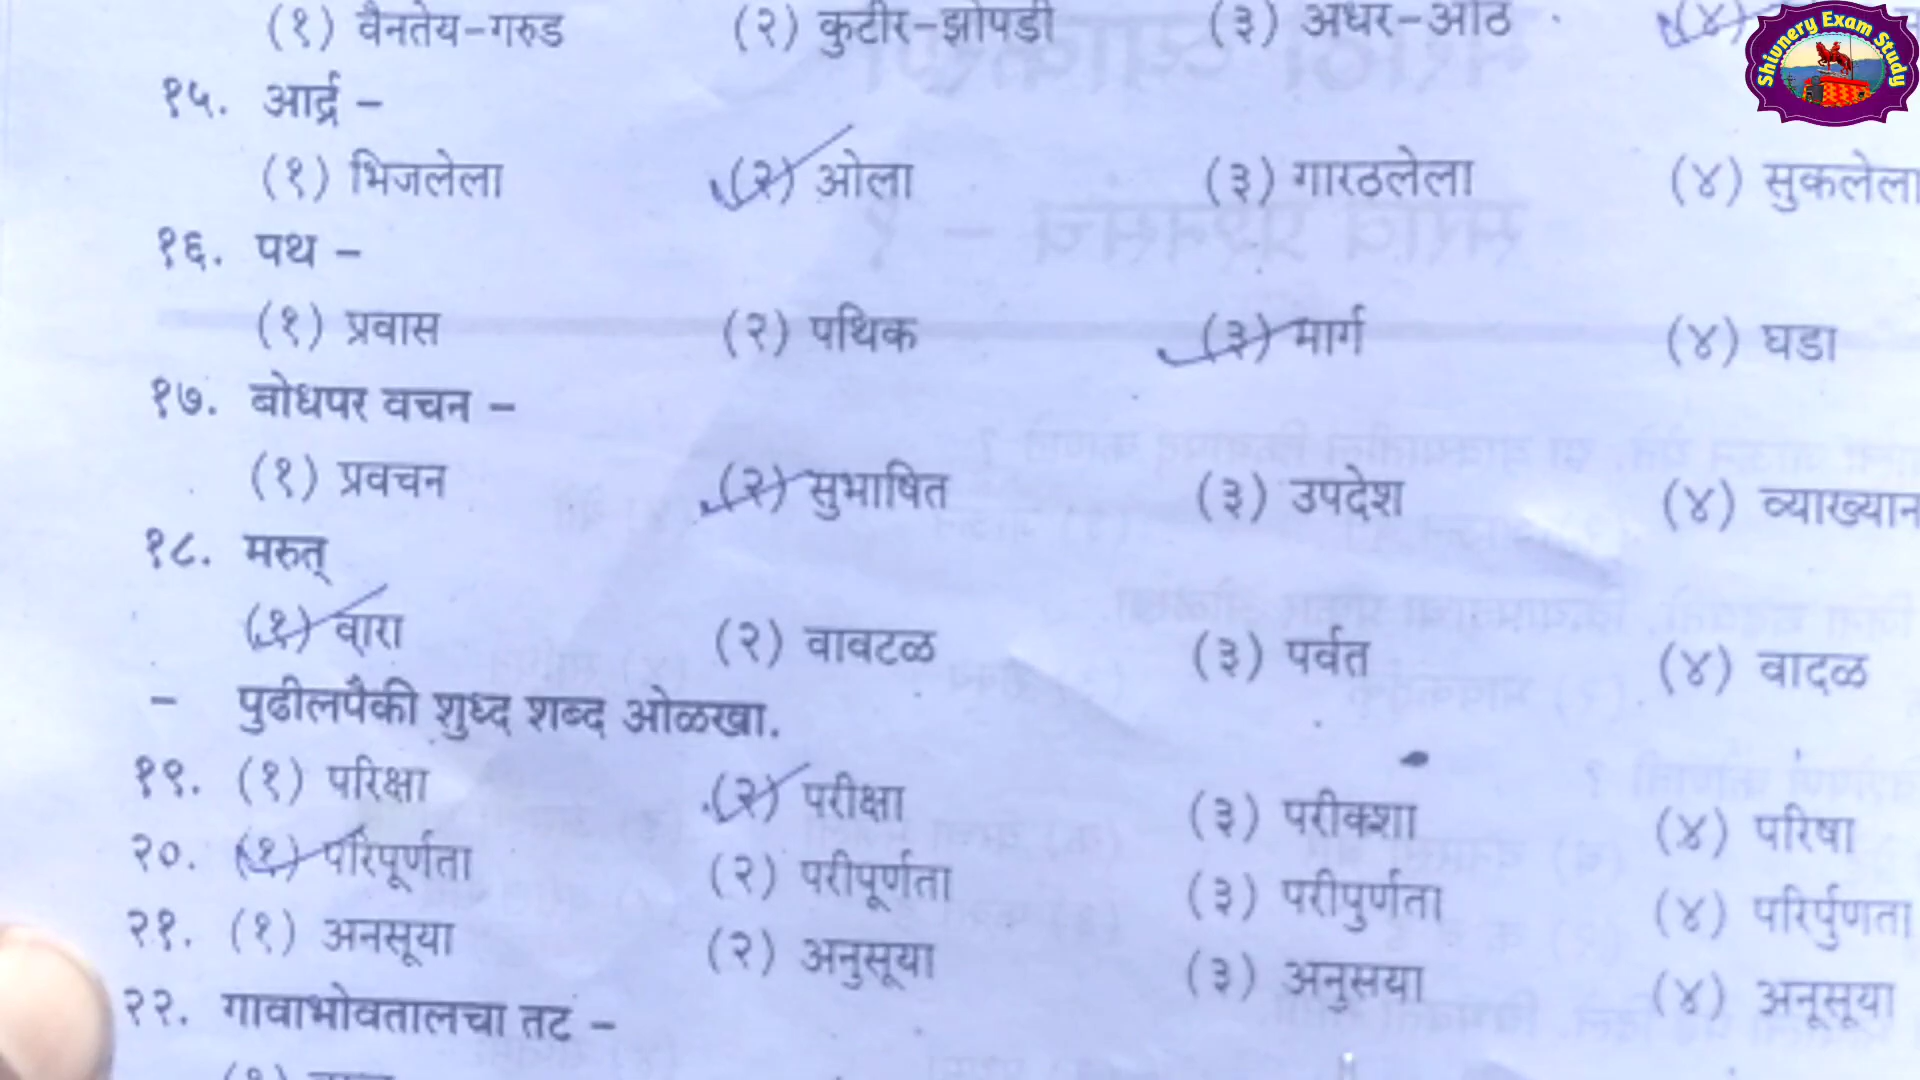 (१) वैनतेय-गरुड (२) कुटीर-झोपडी (३) अधर-ओठ (४)
Shivnery Exam Study
१५. आर्द्र –
(१) भिजलेला (२) ओला (३) गारठलेला (४) सुकलेला
१६. पथ –
(१) प्रवास (२) पथिक (३) मार्ग (४) घडा
१७. बोधपर वचन –
(१) प्रवचन (२) सुभाषित (३) उपदेश (४) व्याख्यान
१८. मरुत्
(१) वारा (२) वावटळ (३) पर्वत (४) वादळ
– पुढीलपैकी शुध्द शब्द ओळखा.
१९. (१) परिक्षा (२) परीक्षा (३) परीक्शा (४) परिषा
२०. (१) परिपूर्णता (२) परीपूर्णता (३) परीपुर्णता (४) परिर्पुणता
२१. (१) अनसूया (२) अनुसूया (३) अनुसया (४) अनूसूया
२२. गावाभोवतालचा तट –